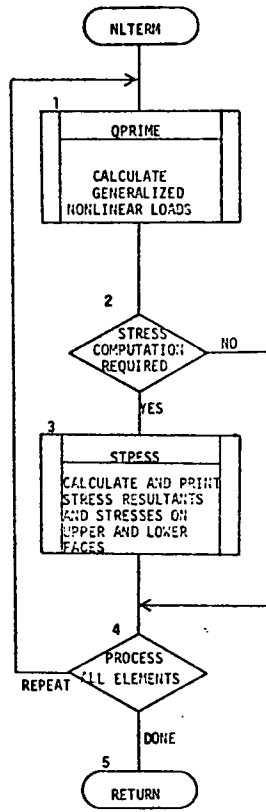 NLTERM
1
QPRIME
CALCULATE
GENERALIZED
NONLINEAR LOADS
2
STRESS
COMPUTATION
REQUIRED
NO
YES
3
STRESS
CALCULATE AND PRINT
STRESS RESULTANTS
AND STRESSES ON
UPPER AND LOWER
FACES
4
PROCESS
ALL ELEMENTS
REPEAT
DONE
5
RETURN